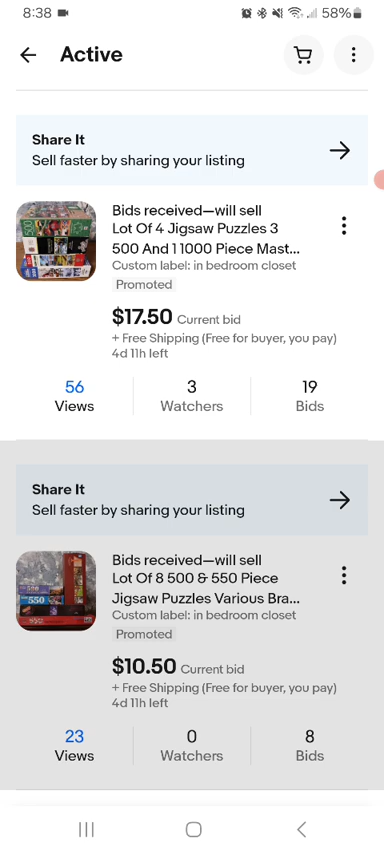 8:38 58%
Active
Share It
Sell faster by sharing your listing
Bids received—will sell
Lot Of 4 Jigsaw Puzzles 3
500 And 1 1000 Piece Mast...
Custom label: in bedroom closet
Promoted
$17.50 Current bid
+ Free Shipping (Free for buyer, you pay)
4d 11h left
56 3 19
Views Watchers Bids
Share It
Sell faster by sharing your listing
Bids received—will sell
Lot Of 8 500 & 550 Piece
Jigsaw Puzzles Various Bra...
Custom label: in bedroom closet
Promoted
$10.50 Current bid
+ Free Shipping (Free for buyer, you pay)
4d 11h left
23 0 8
Views Watchers Bids